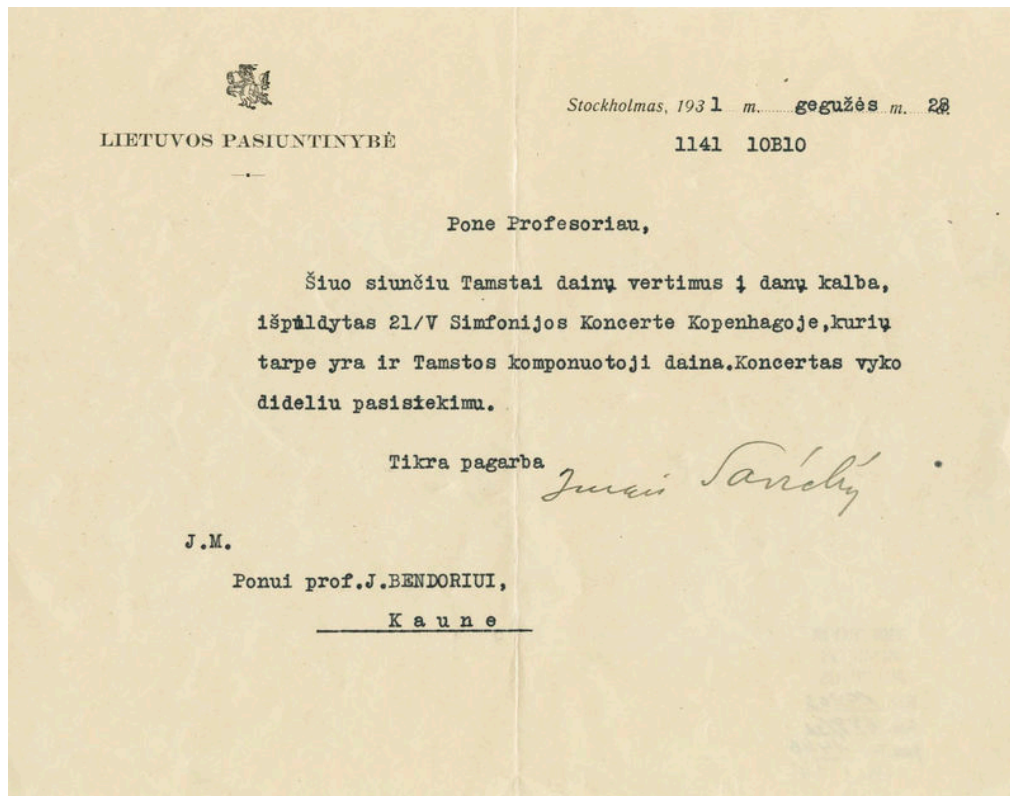 Stockholmas, 1931 m. gegužės m. 28
LIETUVOS PASIUNTINYBĖ
1141 10B10
Pone Profesoriau,
Šiuo siunčiu Tamstai dainų vertimus į danų kalba,
išpildytas 21/V Simfonijos Koncerte Kopenhagoje,kurių
tarpe yra ir Tamstos komponuotoji daina.Koncertas vyko
dideliu pasisiekimu.
Tikra pagarba
J.M.
Ponui prof.J.BENDORIUI,
Kaune